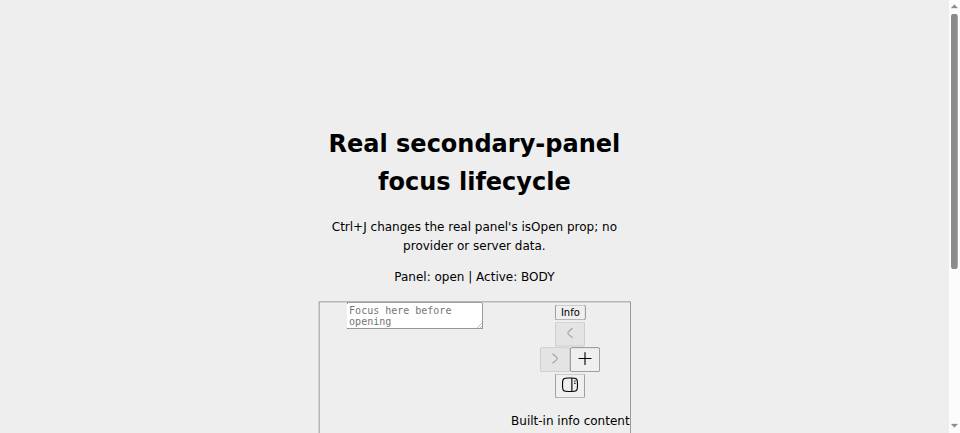 Real secondary-panel
focus lifecycle
Ctrl+J changes the real panel's isOpen prop; no
provider or server data.
Panel: open | Active: BODY
Focus here before
opening
Info
Built-in info content